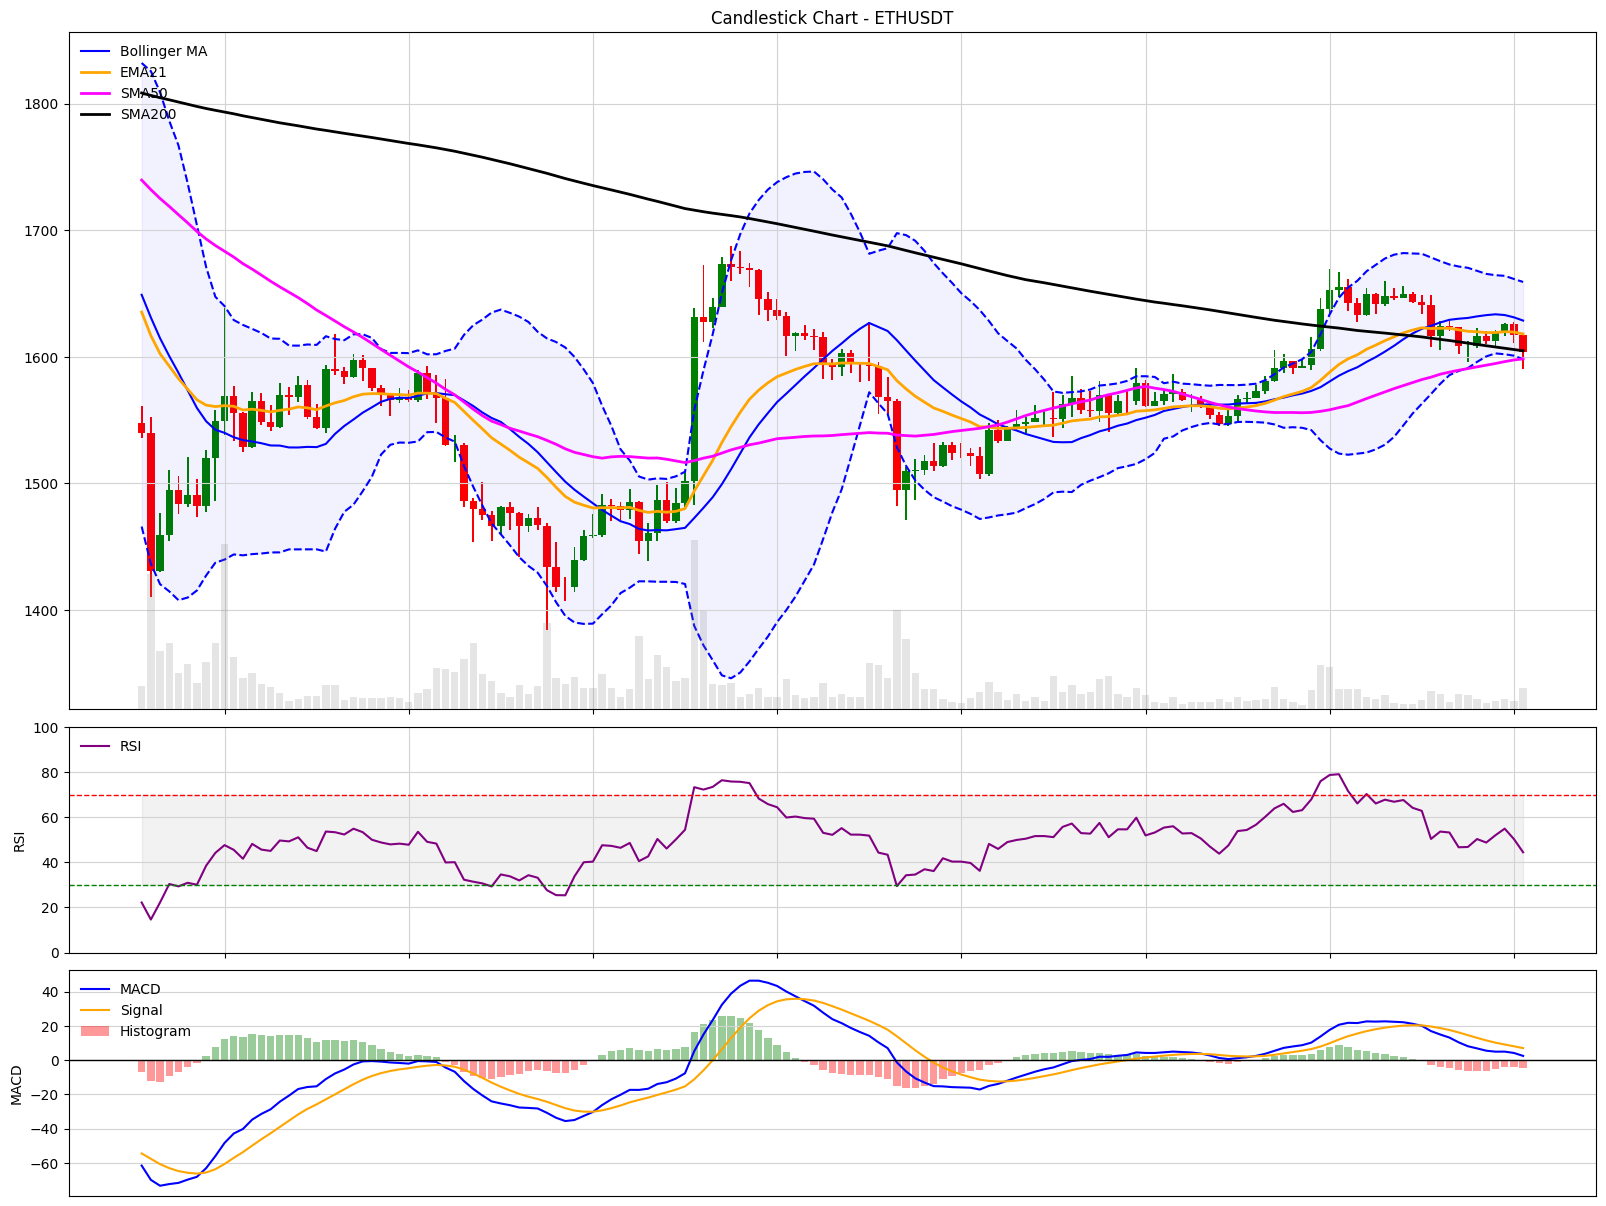 Candlestick Chart - ETHUSDT
Bollinger MA
EMA21
SMA50
SMA200
1800
1700
1600
1500
1400
100
RSI
80
60
40
20
0
RSI
MACD
Signal
Histogram
40
20
0
−20
−40
−60
MACD